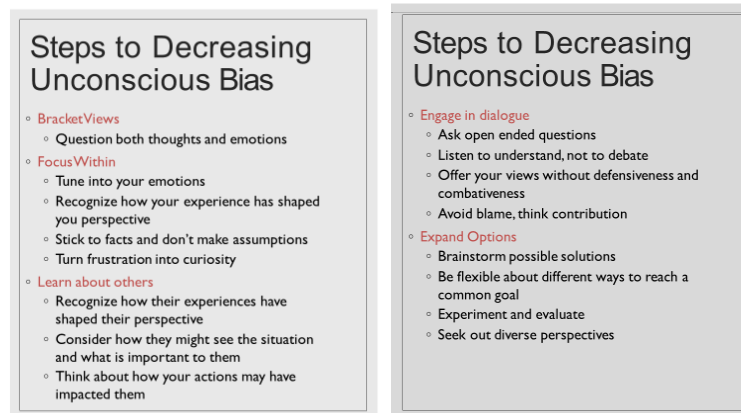 Steps to Decreasing
Unconscious Bias
BracketViews
Question both thoughts and emotions
FocusWithin
Tune into your emotions
Recognize how your experience has shaped
you perspective
Stick to facts and don't make assumptions
Turn frustration into curiosity
Learn about others
Recognize how their experiences have
shaped their perspective
Consider how they might see the situation
and what is important to them
Think about how your actions may have
impacted them
Steps to Decreasing
Unconscious Bias
Engage in dialogue
Ask open ended questions
Listen to understand, not to debate
Offer your views without defensiveness and
combativeness
Avoid blame, think contribution
Expand Options
Brainstorm possible solutions
Be flexible about different ways to reach a
common goal
Experiment and evaluate
Seek out diverse perspectives